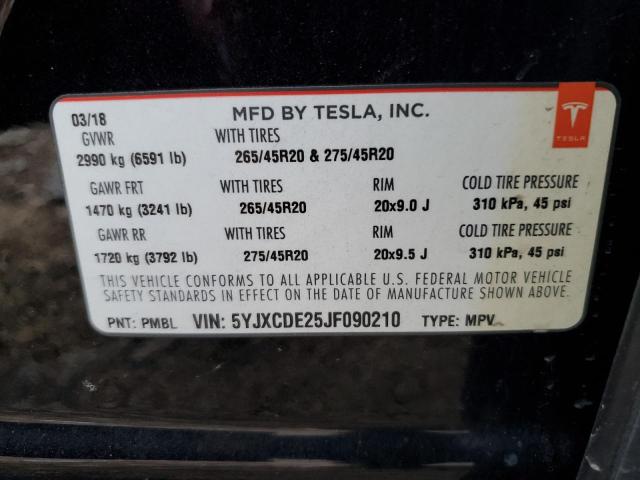 03/18 MFD BY TESLA, INC.
GVWR WITH TIRES
2990 kg (6591 lb) 265/45R20 & 275/45R20
GAWR FRT WITH TIRES RIM COLD TIRE PRESSURE
1470 kg (3241 lb) 265/45R20 20x9.0 J 310 kPa, 45 psi
GAWR RR WITH TIRES RIM COLD TIRE PRESSURE
1720 kg (3792 lb) 275/45R20 20x9.5 J 310 kPa, 45 psi
THIS VEHICLE CONFORMS TO ALL APPLICABLE U.S. FEDERAL MOTOR VEHICLE
SAFETY STANDARDS IN EFFECT ON THE DATE OF MANUFACTURE SHOWN ABOVE.
PNT: PMBL VIN: 5YJXCDE25JF090210 TYPE: MPV
TESLA